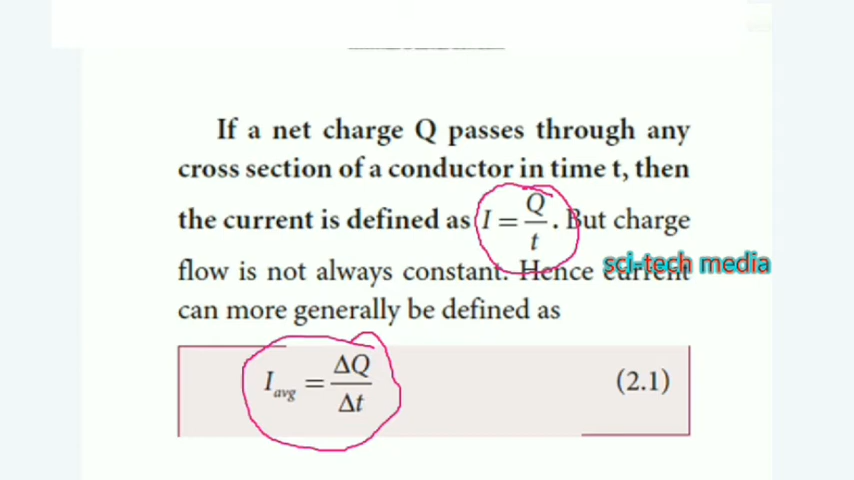 If a net charge Q passes through any
cross section of a conductor in time t, then
the current is defined as I = Q/t . But charge
flow is not always constant. Hence current
sci-tech media
can more generally be defined as
I_avg = ΔQ/Δt (2.1)